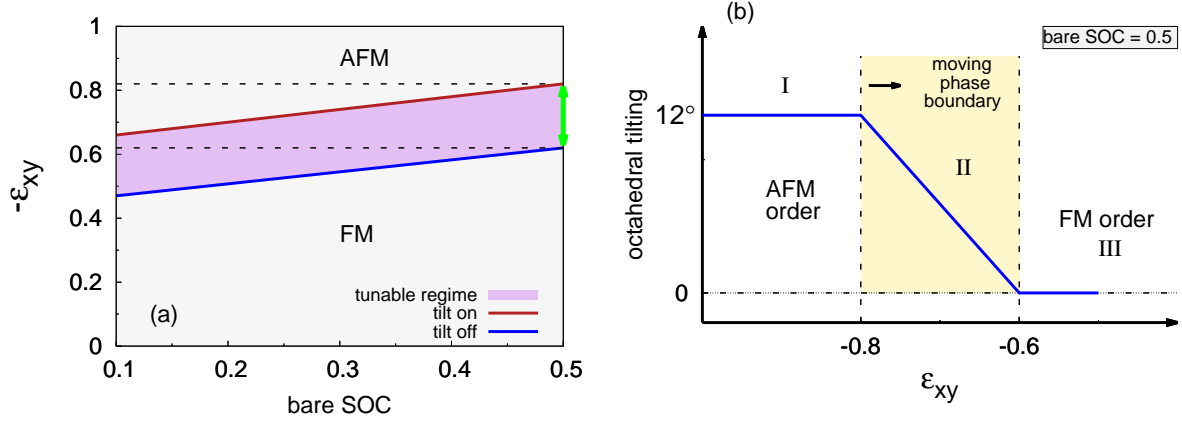 1
0.8
0.6
0.4
0.2
0
-εxy
AFM
FM
(a)
tunable regime
tilt on
tilt off
0.1
0.2
0.3
0.4
0.5
bare SOC
(b)
bare SOC = 0.5
octahedral tilting
12°
0
I
moving
phase
boundary
II
AFM
order
FM order
III
-0.8
-0.6
εxy